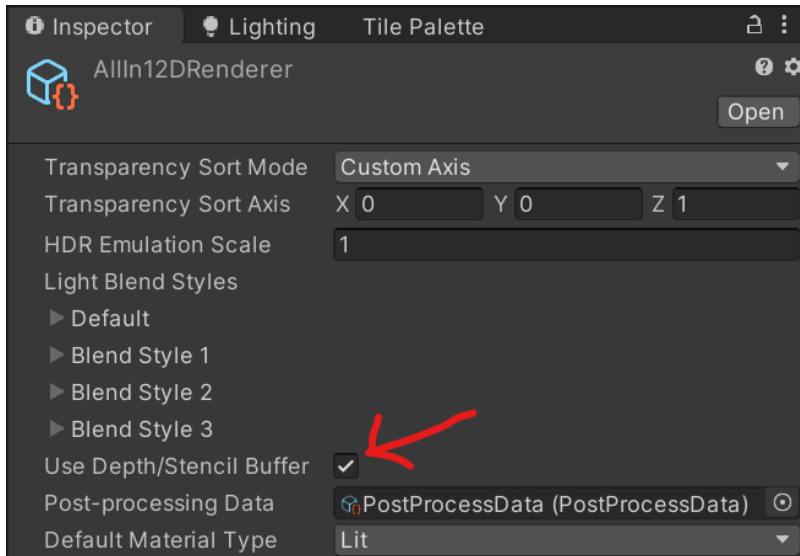 Inspector Lighting Tile Palette
AllIn12DRenderer
Open
Transparency Sort Mode Custom Axis
Transparency Sort Axis X 0 Y 0 Z 1
HDR Emulation Scale 1
Light Blend Styles
Default
Blend Style 1
Blend Style 2
Blend Style 3
Use Depth/Stencil Buffer
Post-processing Data PostProcessData (PostProcessData)
Default Material Type Lit